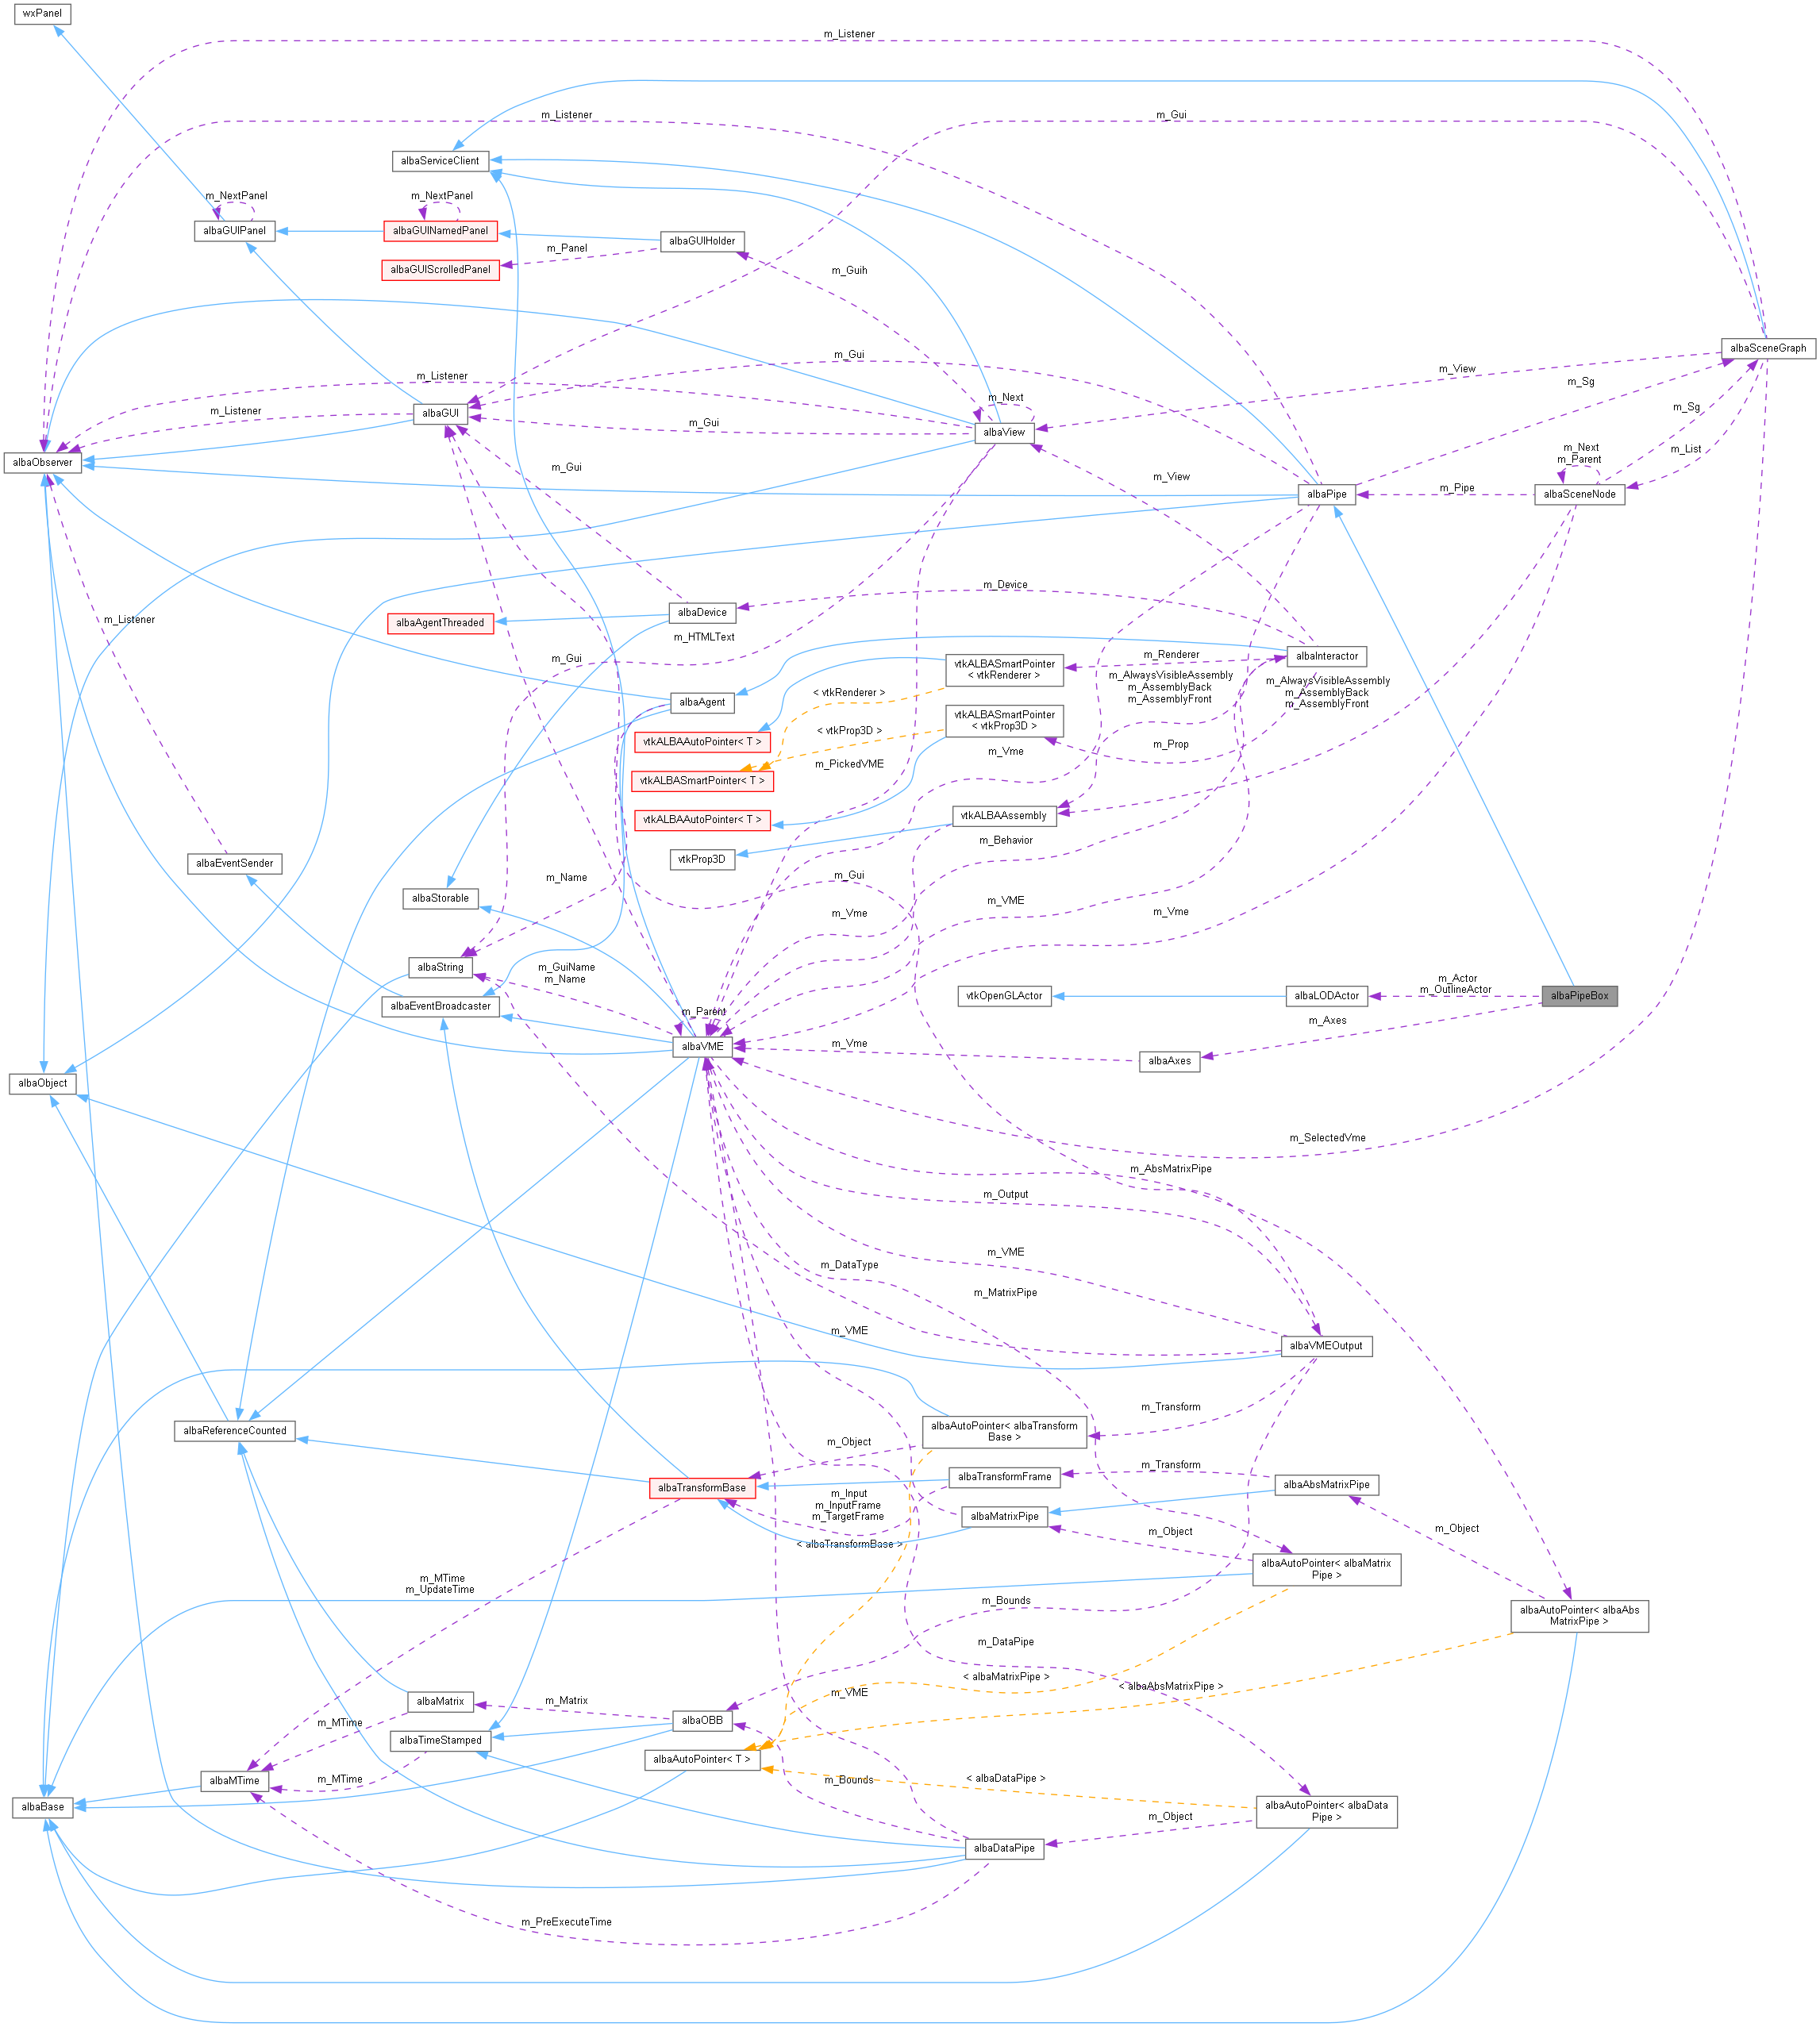 wxPanel
m_Listener
m_Listener
m_Gui
albaServiceClient
m_NextPanel
m_NextPanel
albaGUIPanel
albaGUINamedPanel
albaGUIHolder
m_Panel
albaGUIScrolledPanel
m_Guih
albaSceneGraph
m_Gui
m_View
m_Listener
m_Sg
m_Next
m_Sg
m_Listener
albaGUI
m_Gui
albaView
albaObserver
m_Gui
m_View
m_Next
m_Parent
m_List
m_Pipe
albaPipe
albaSceneNode
m_Device
albaDevice
albaAgentThreaded
m_Listener
m_HTMLText
m_Gui
m_Renderer
albaInteractor
vtkALBASmartPointer
< vtkRenderer >
m_AlwaysVisibleAssembly
m_AssemblyBack
m_AssemblyFront
m_AlwaysVisibleAssembly
m_AssemblyBack
m_AssemblyFront
albaAgent
< vtkRenderer >
vtkALBASmartPointer
< vtkProp3D >
< vtkProp3D >
vtkALBAAutoPointer< T >
m_Prop
m_Vme
m_PickedVME
vtkALBASmartPointer< T >
vtkALBAAutoPointer< T >
vtkALBAAssembly
m_Behavior
vtkProp3D
albaEventSender
m_Name
m_Gui
albaStorable
m_VME
m_Vme
m_Vme
albaString
m_GuiName
m_Name
m_Actor
m_OutlineActor
vtkOpenGLActor
albaLODActor
albaPipeBox
albaEventBroadcaster
m_Parent
m_Axes
albaVME
m_Vme
albaAxes
albaObject
m_SelectedVme
m_AbsMatrixPipe
m_Output
m_VME
m_DataType
m_MatrixPipe
m_VME
albaVMEOutput
m_Transform
albaReferenceCounted
albaAutoPointer< albaTransform
Base >
m_Object
m_Transform
albaTransformBase
albaTransformFrame
albaAbsMatrixPipe
m_Input
m_InputFrame
m_TargetFrame
albaMatrixPipe
m_Object
m_Object
< albaTransformBase >
albaAutoPointer< albaMatrix
Pipe >
m_MTime
m_UpdateTime
m_Bounds
albaAutoPointer< albaAbs
MatrixPipe >
m_DataPipe
< albaMatrixPipe >
< albaAbsMatrixPipe >
m_VME
albaMatrix
m_Matrix
albaOBB
m_MTime
albaTimeStamped
albaAutoPointer< T >
m_MTime
albaMTime
m_Bounds
< albaDataPipe >
albaBase
albaAutoPointer< albaData
Pipe >
m_Object
albaDataPipe
m_PreExecuteTime